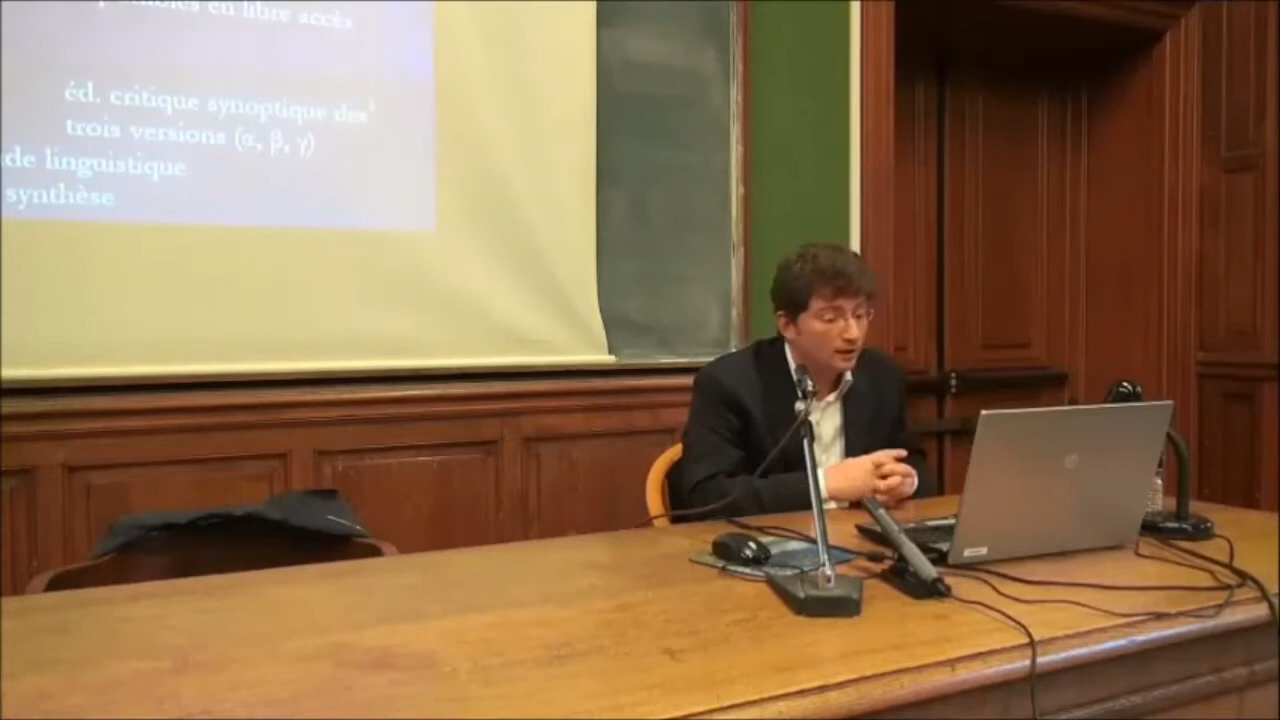 en libre accès
éd. critique synoptique des
trois versions (α, β, γ)
de linguistique
synthèse